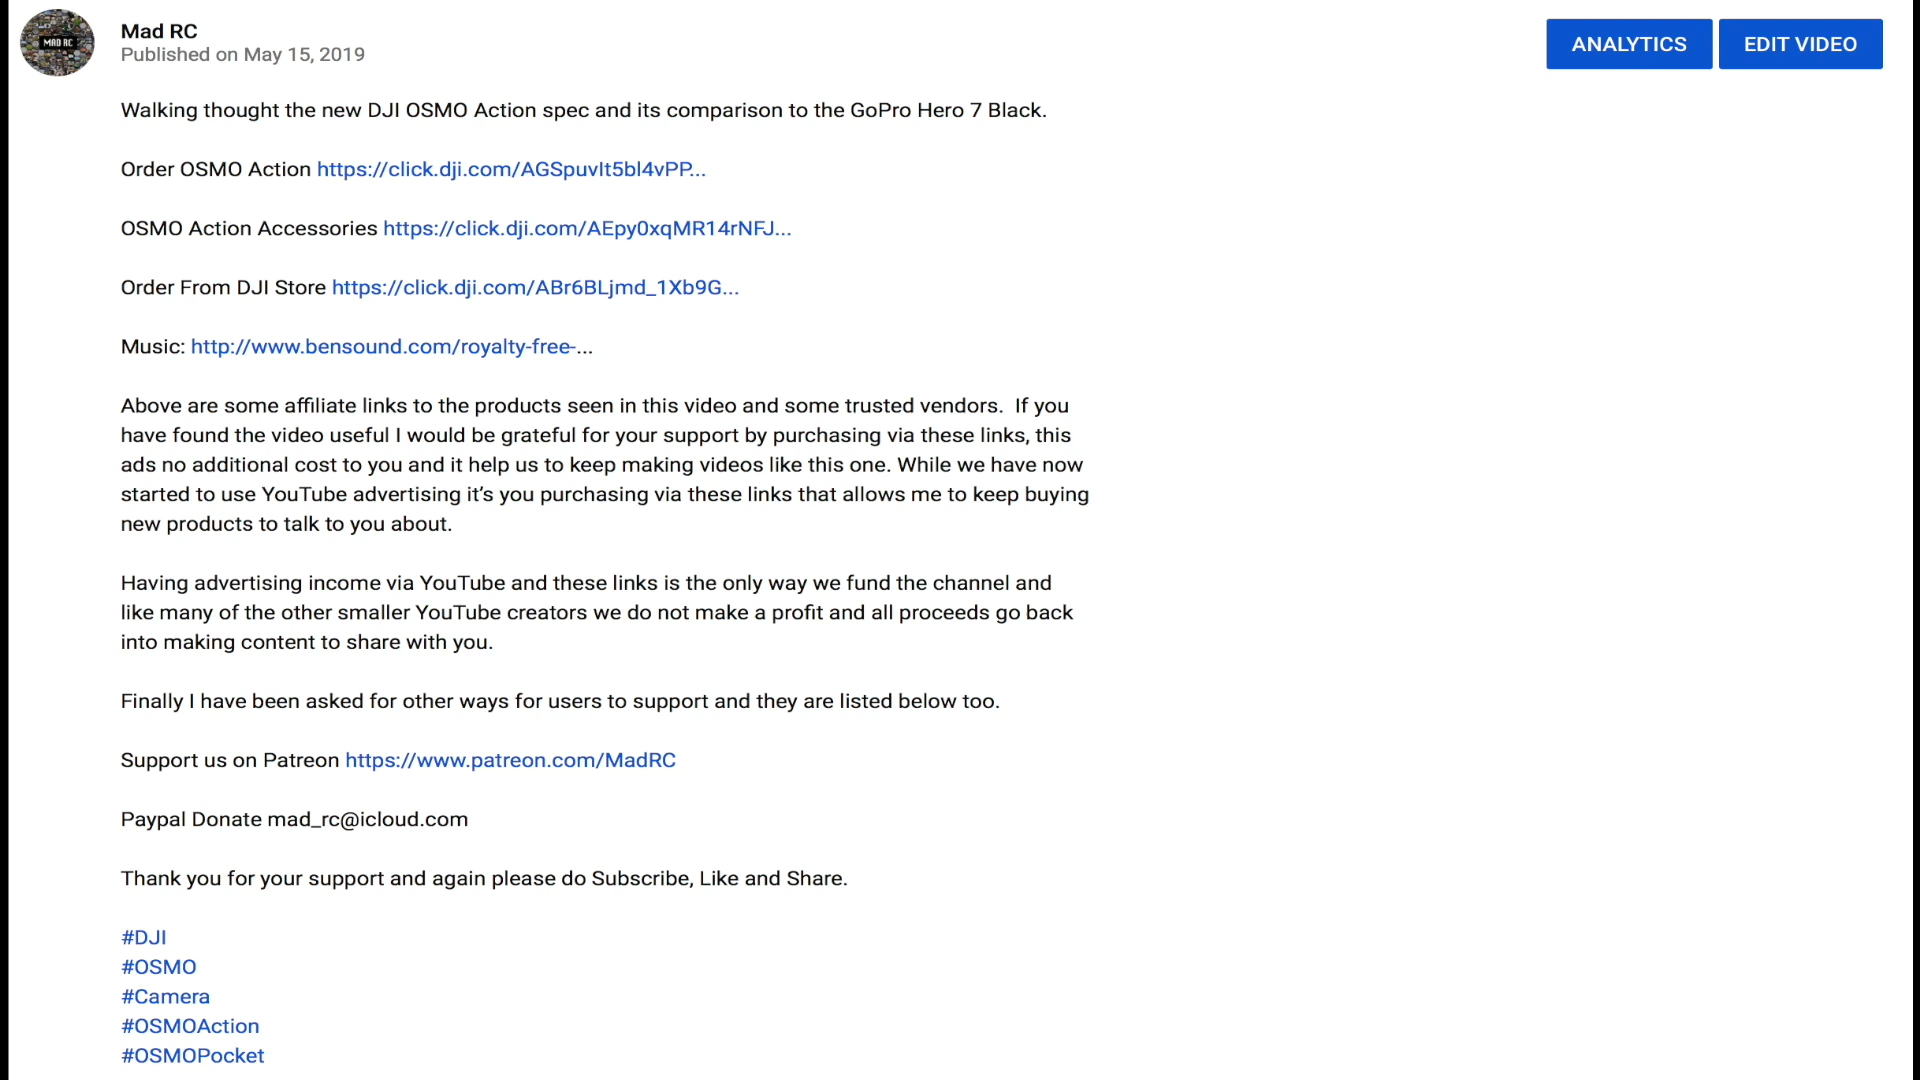 MAD RC
Mad RC
Published on May 15, 2019
ANALYTICS
EDIT VIDEO
Walking thought the new DJI OSMO Action spec and its comparison to the GoPro Hero 7 Black.
Order OSMO Action https://click.dji.com/AGSpuvIt5bl4vPP...
OSMO Action Accessories https://click.dji.com/AEpy0xqMR14rNFJ...
Order From DJI Store https://click.dji.com/ABr6BLjmd_1Xb9G...
Music: http://www.bensound.com/royalty-free-...
Above are some affiliate links to the products seen in this video and some trusted vendors.  If you
have found the video useful I would be grateful for your support by purchasing via these links, this
ads no additional cost to you and it help us to keep making videos like this one. While we have now
started to use YouTube advertising it’s you purchasing via these links that allows me to keep buying
new products to talk to you about.
Having advertising income via YouTube and these links is the only way we fund the channel and
like many of the other smaller YouTube creators we do not make a profit and all proceeds go back
into making content to share with you.
Finally I have been asked for other ways for users to support and they are listed below too.
Support us on Patreon https://www.patreon.com/MadRC
Paypal Donate mad_rc@icloud.com
Thank you for your support and again please do Subscribe, Like and Share.
#DJI
#OSMO
#Camera
#OSMOAction
#OSMOPocket